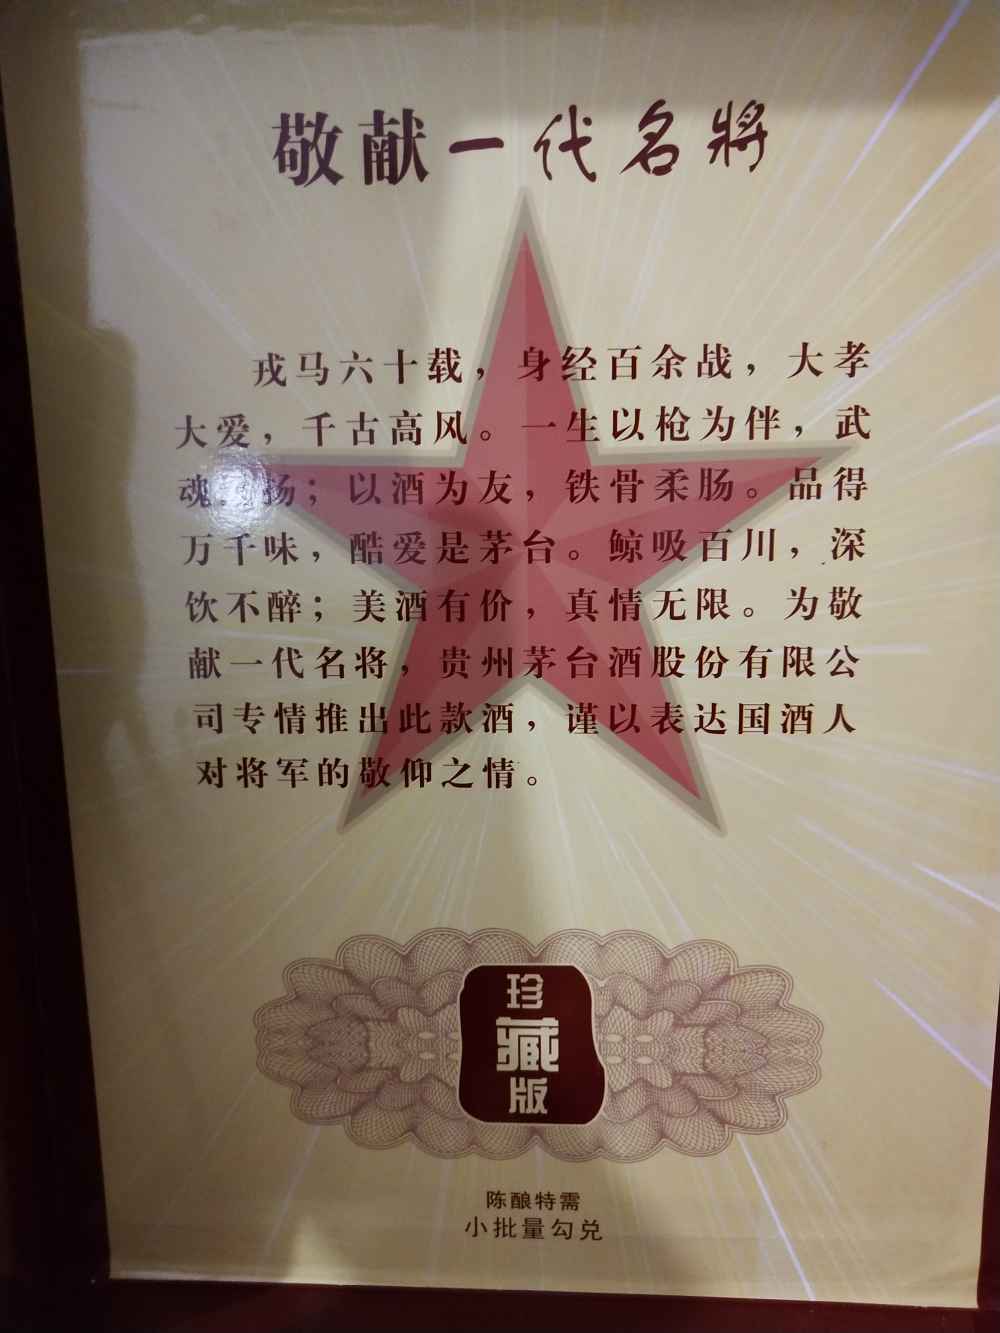 敬献一代名將
戎马六十载，身经百余战，大孝
大爱，千古高风。一生以枪为伴，武
魂 扬；以酒为友，铁骨柔肠。品得
万千味，酷爱是茅台。鲸吸百川，深
饮不醉；美酒有价，真情无限。为敬
献一代名将，贵州茅台酒股份有限公
司专情推出此款酒，谨以表达国酒人
对将军的敬仰之情。
珍
藏
版
陈酿特需
小批量勾兑